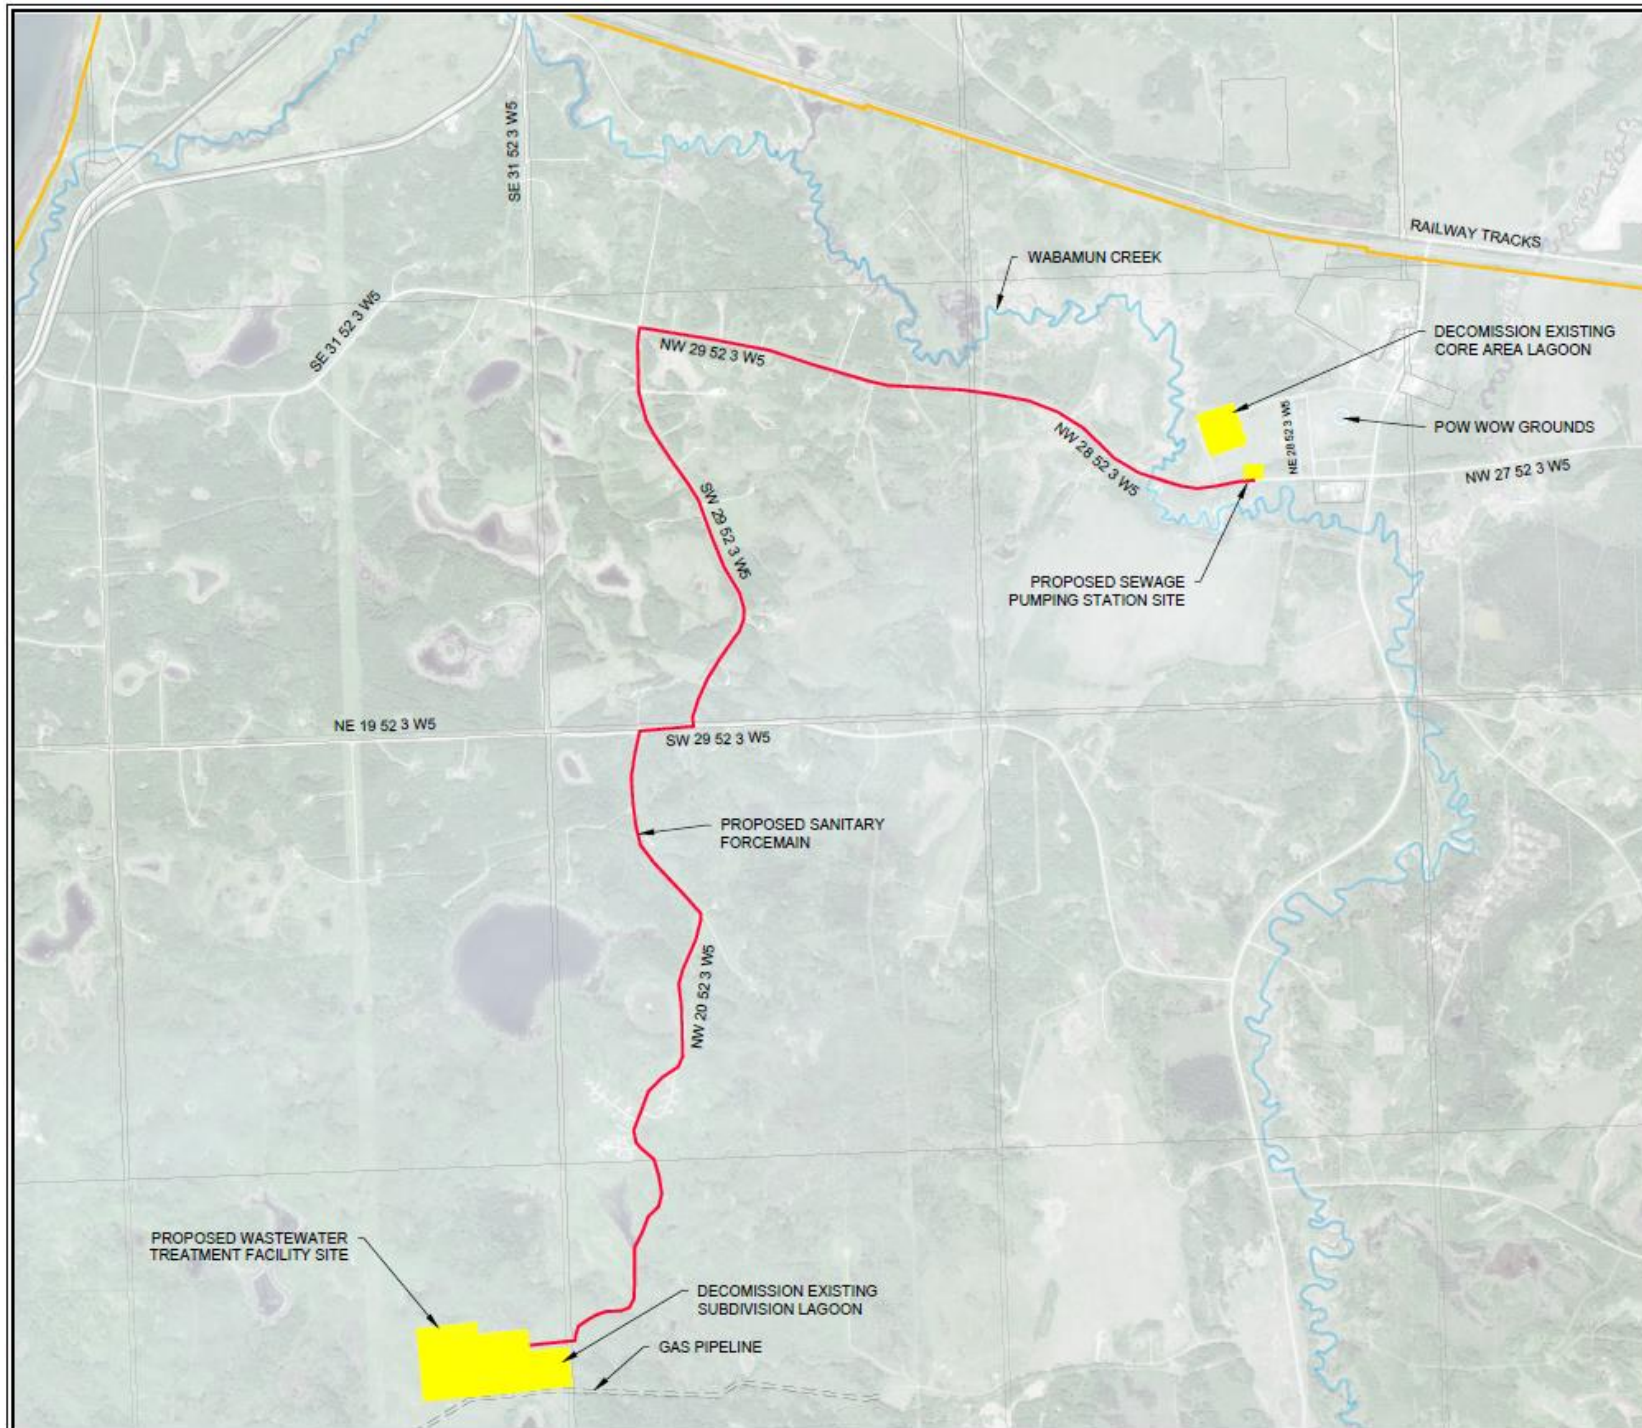 SE 31 52 3 W5
RAILWAY TRACKS
WABAMUN CREEK
SE 31 52 3 W5
NW 29 52 3 W5
DECOMISSION EXISTING
CORE AREA LAGOON
NE 28 52 3 W5
POW WOW GROUNDS
NW 28 52 3 W5
NW 27 52 3 W5
SW 29 52 3 W5
PROPOSED SEWAGE
PUMPING STATION SITE
NE 19 52 3 W5
SW 29 52 3 W5
PROPOSED SANITARY
FORCEMAIN
NW 20 52 3 W5
PROPOSED WASTEWATER
TREATMENT FACILITY SITE
DECOMISSION EXISTING
SUBDIVISION LAGOON
GAS PIPELINE